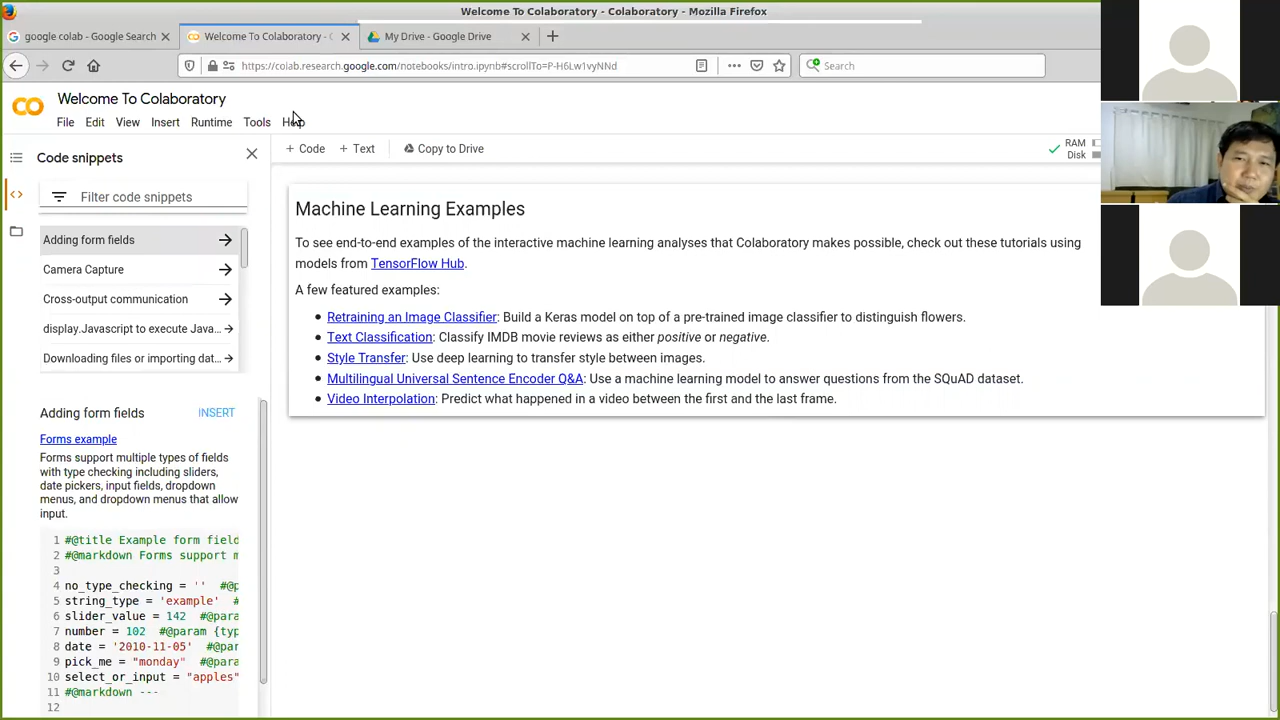 Welcome To Colaboratory - Colaboratory - Mozilla Firefox
google colab - Google Search
Welcome To Colaboratory - C
My Drive - Google Drive
https://colab.research.google.com/notebooks/intro.ipynb#scrollTo=P-H6Lw1vyNNd
Search
Welcome To Colaboratory
File Edit View Insert Runtime Tools Help
Code snippets
+ Code + Text Copy to Drive
RAM
Disk
Filter code snippets
Adding form fields
Camera Capture
Cross-output communication
display.Javascript to execute Java...
Downloading files or importing dat...
Adding form fields INSERT
Forms example
Forms support multiple types of fields
with type checking including sliders,
date pickers, input fields, dropdown
menus, and dropdown menus that allow
input.
1 #@title Example form field
2 #@markdown Forms support m
3
4 no_type_checking = '' #@p
5 string_type = 'example' #
6 slider_value = 142 #@para
7 number = 102 #@param {typ
8 date = '2010-11-05' #@par
9 pick_me = "monday" #@para
10 select_or_input = "apples"
11 #@markdown ---
12
Machine Learning Examples
To see end-to-end examples of the interactive machine learning analyses that Colaboratory makes possible, check out these tutorials using
models from TensorFlow Hub.
A few featured examples:
• Retraining an Image Classifier: Build a Keras model on top of a pre-trained image classifier to distinguish flowers.
• Text Classification: Classify IMDB movie reviews as either positive or negative.
• Style Transfer: Use deep learning to transfer style between images.
• Multilingual Universal Sentence Encoder Q&A: Use a machine learning model to answer questions from the SQuAD dataset.
• Video Interpolation: Predict what happened in a video between the first and the last frame.